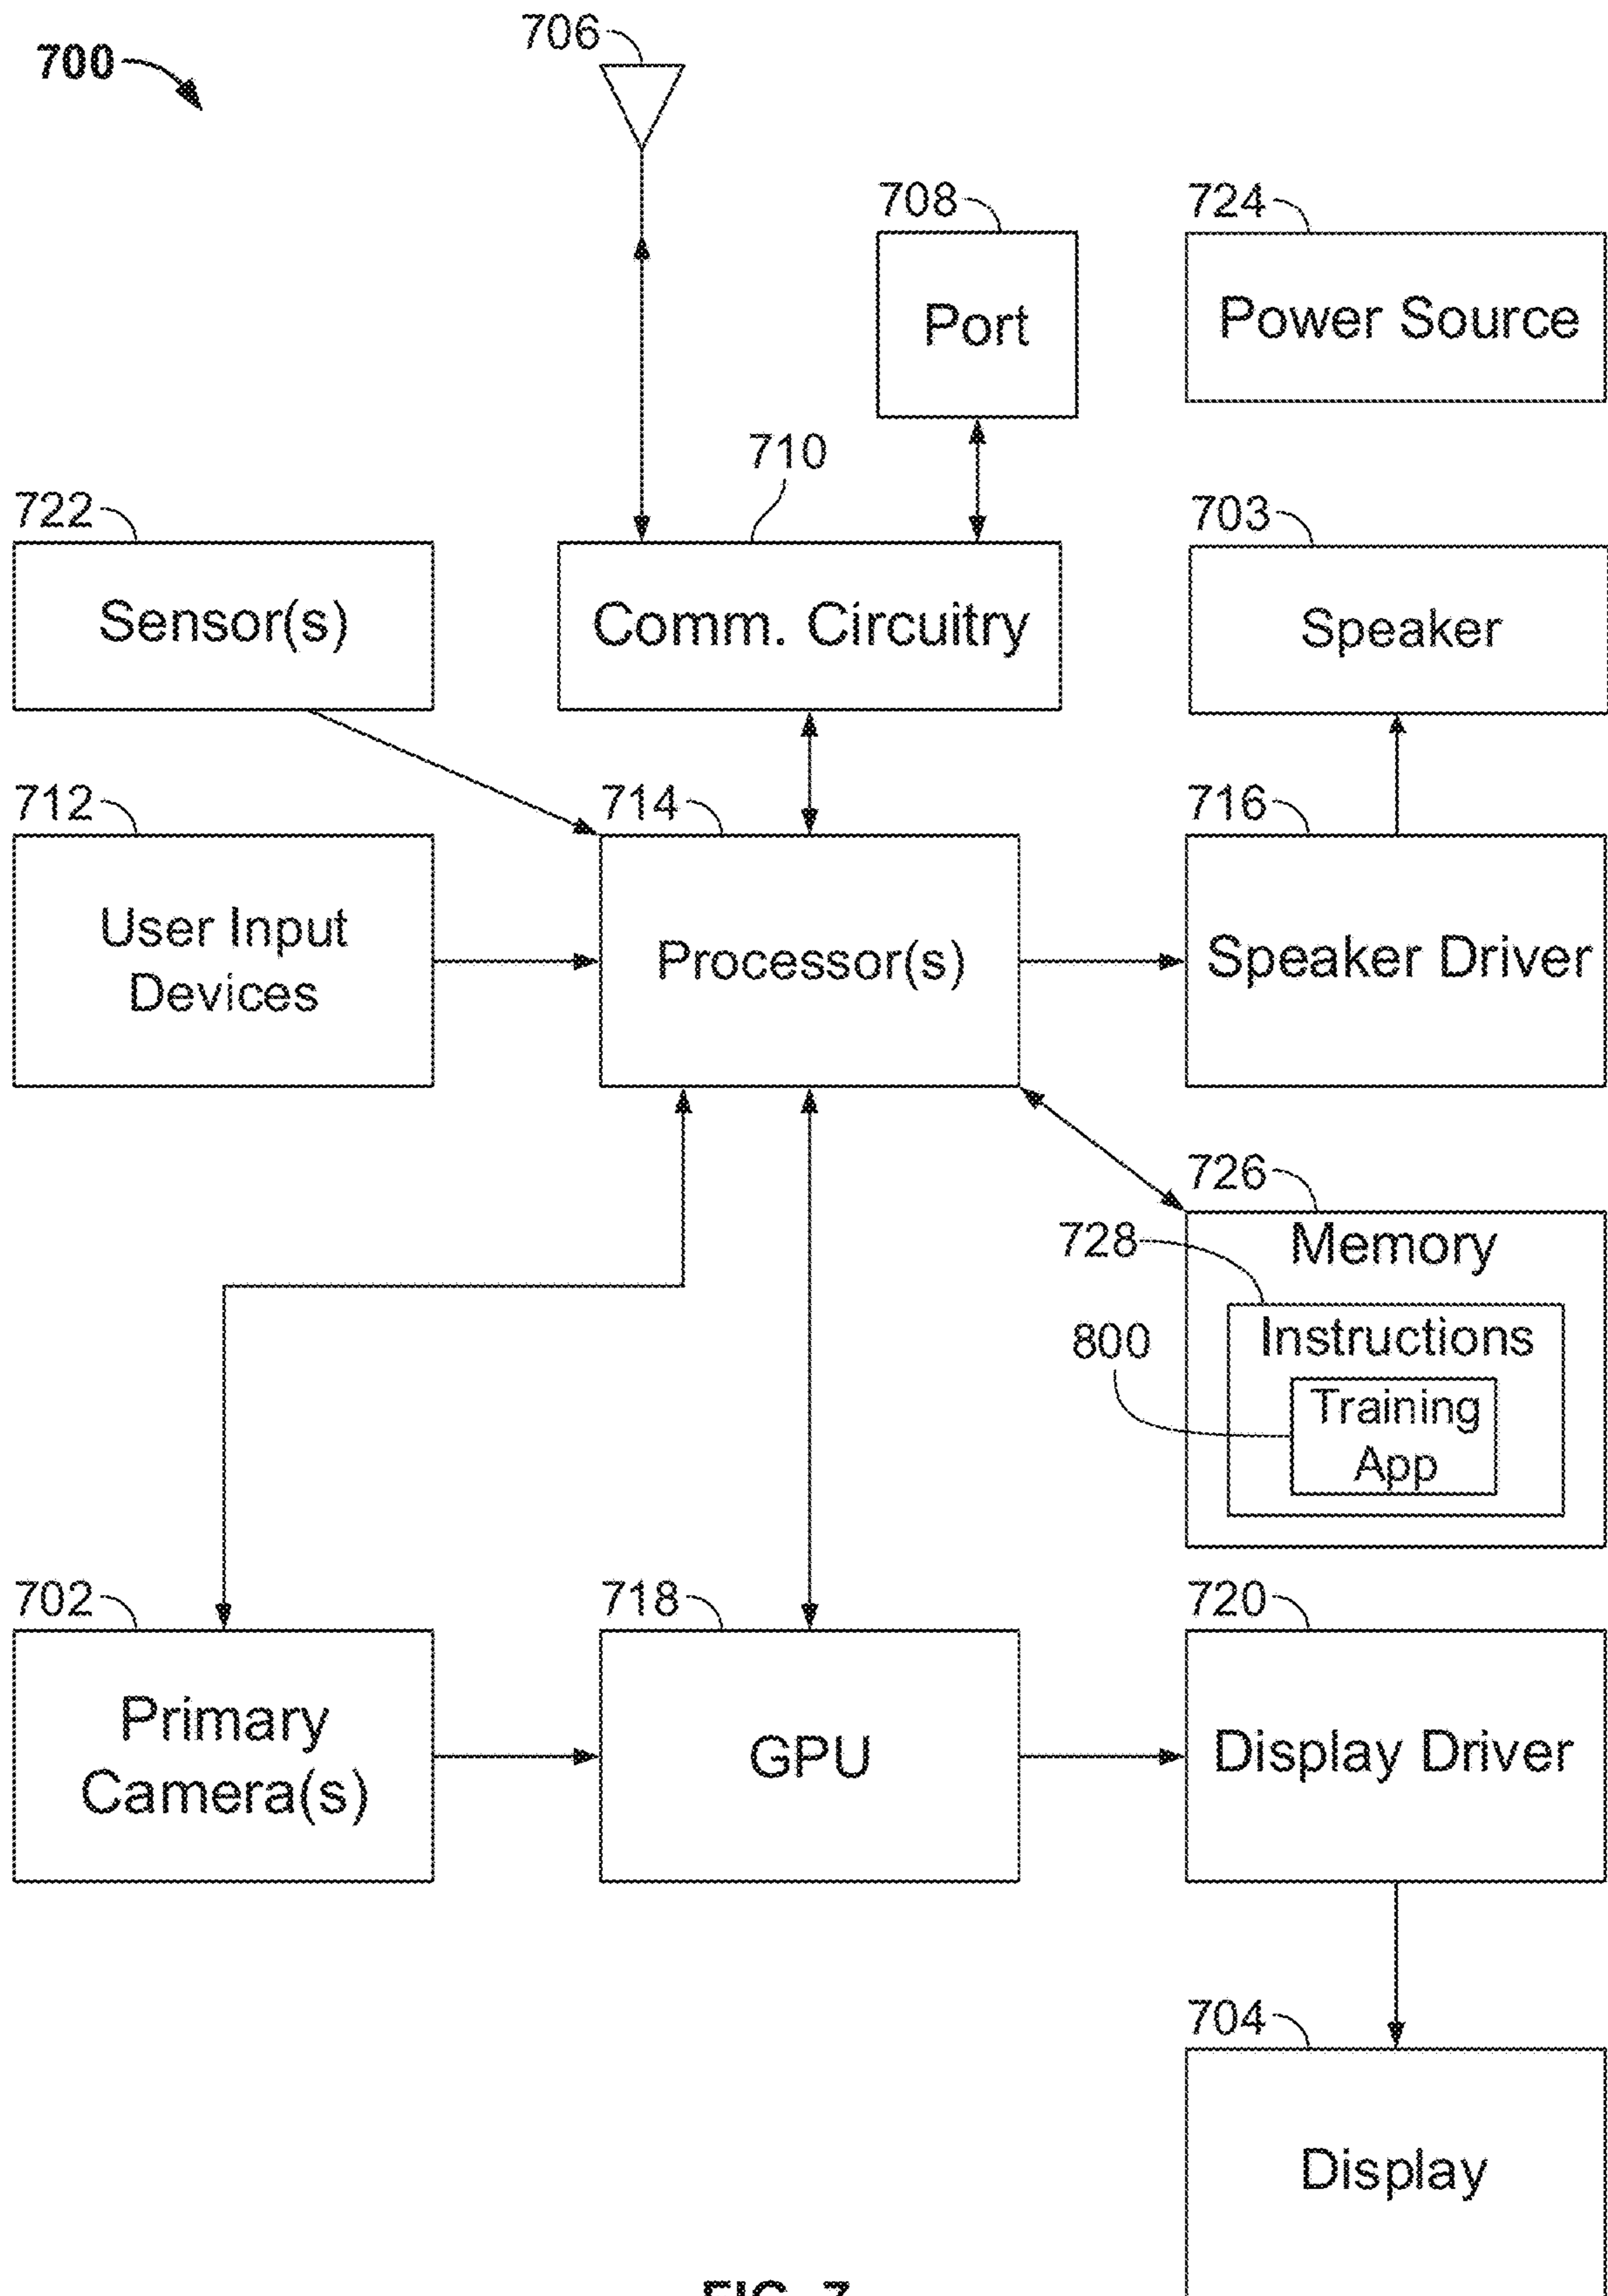 700
706
708
Port
724
Power Source
710
722
Sensor(s)
Comm. Circuitry
703
Speaker
712
User Input
Devices
714
Processor(s)
716
Speaker Driver
726
Memory
728
Instructions
800
Training
App
702
Primary
Camera(s)
718
GPU
720
Display Driver
704
Display
FIG. 7